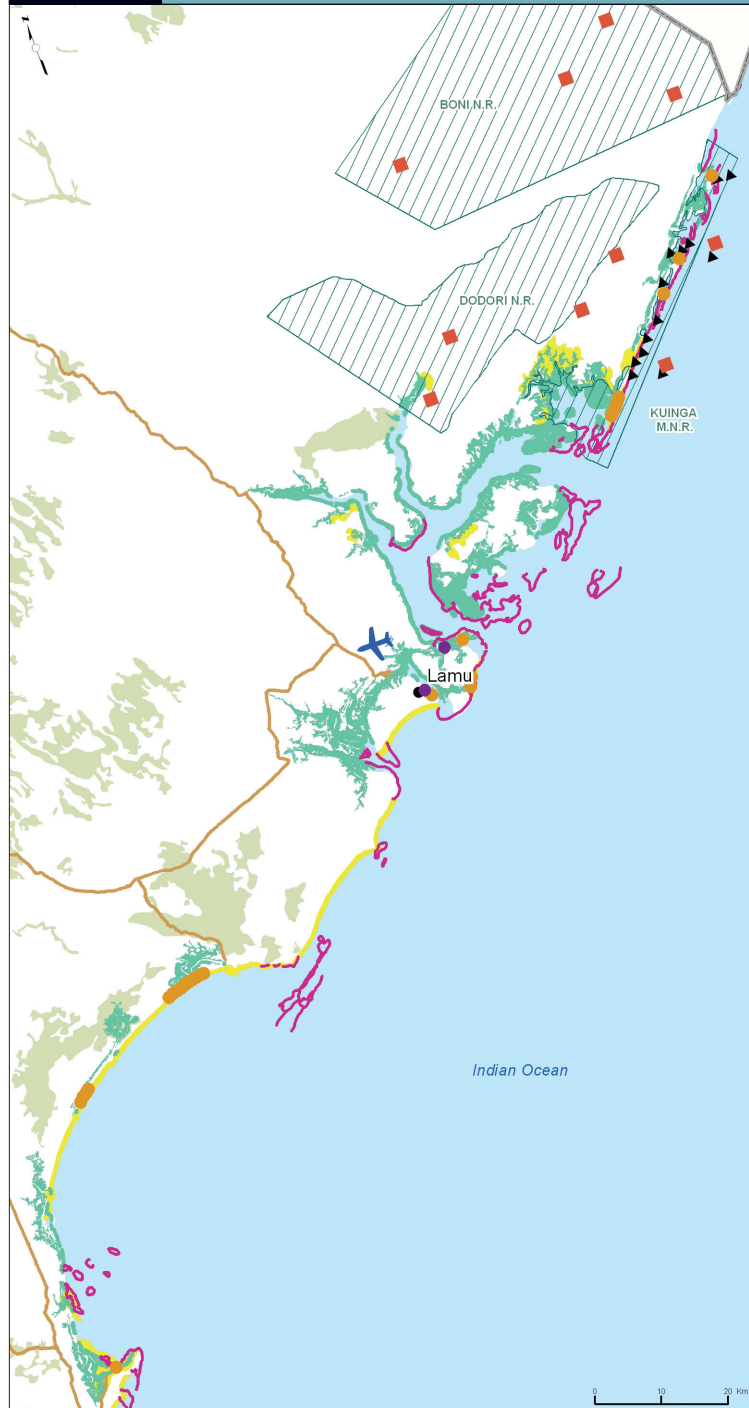 N
BONI N.R.
DODORI N.R.
KUINGA
M.N.R.
Lamu
Indian Ocean
0 10 20 Km